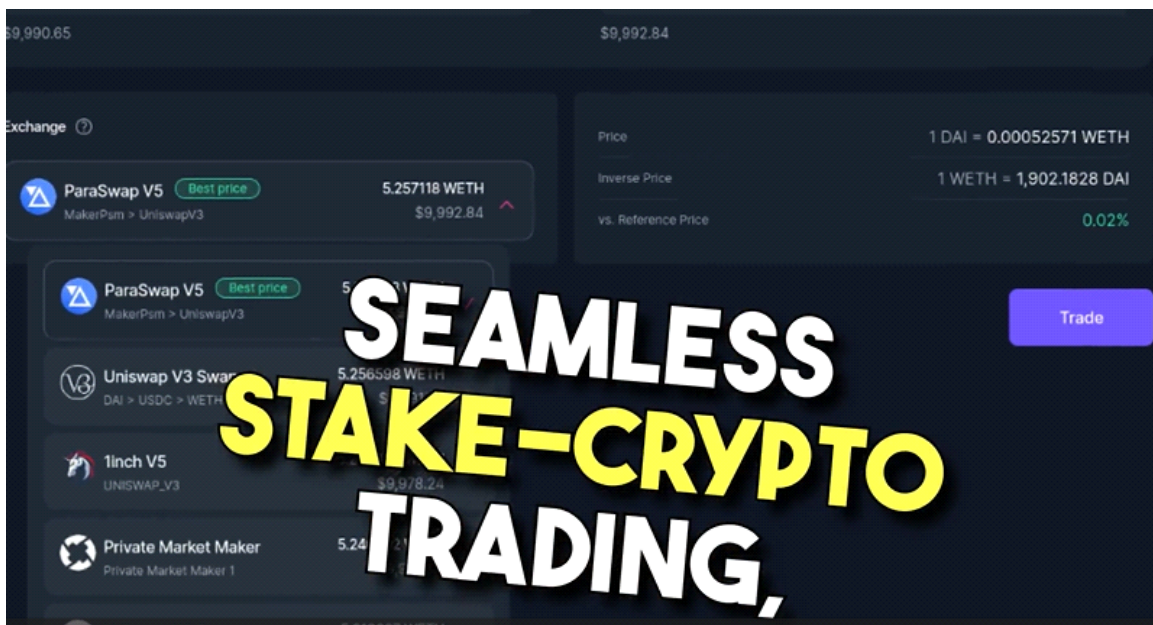 $9,990.65
$9,992.84
Exchange
ParaSwap V5 Best price 5.257118 WETH
MakerPsm > UniswapV3 $9,992.84
Price 1 DAI = 0.00052571 WETH
Inverse Price 1 WETH = 1,902.1828 DAI
vs. Reference Price 0.02%
ParaSwap V5 Best price
MakerPsm > UniswapV3
Uniswap V3 Swap 5.256598 WETH
DAI > USDC > WETH
1inch V5
UNISWAP_V3 $9,978.24
Private Market Maker
Private Market Maker 1
Trade
SEAMLESS
STAKE-CRYPTO
TRADING,